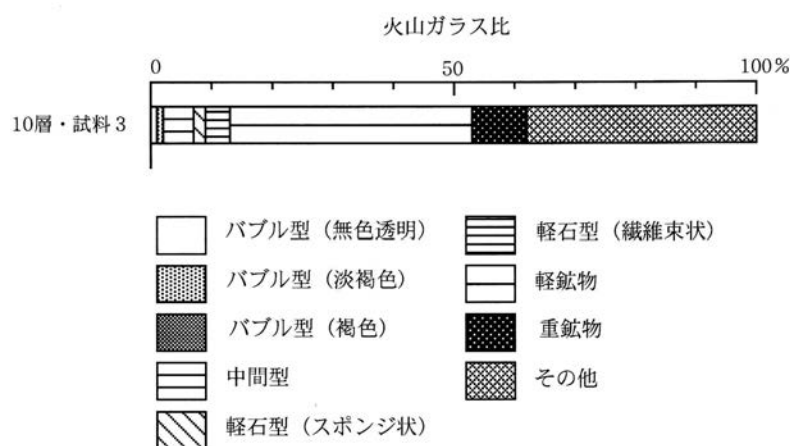 火山ガラス比
0 50 100%
10層・試料3
バブル型（無色透明）
バブル型（淡褐色）
バブル型（褐色）
中間型
軽石型（スポンジ状）
軽石型（繊維束状）
軽鉱物
重鉱物
その他